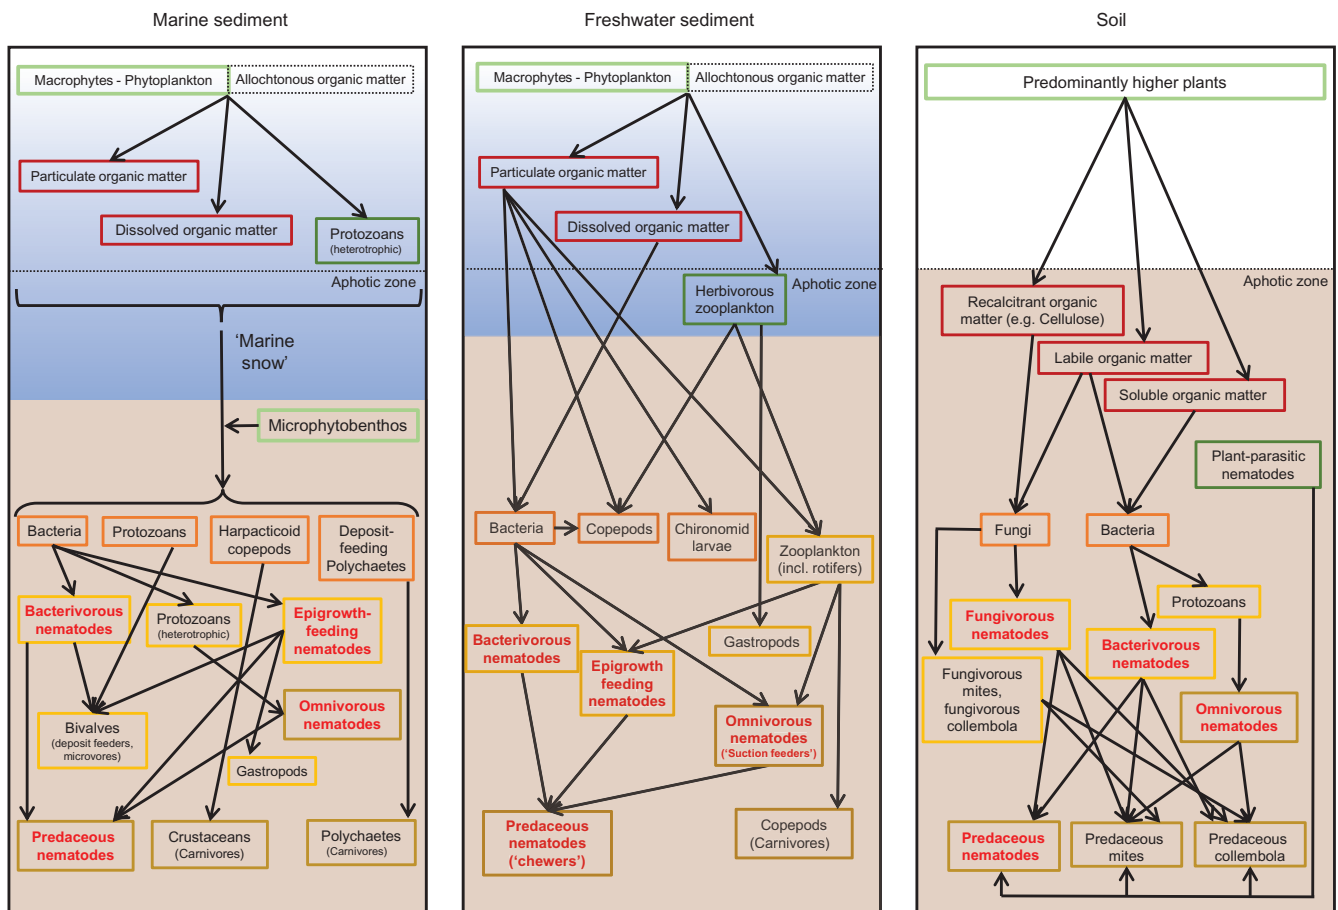 Marine sediment
Macrophytes - Phytoplankton
Allochtonous organic matter
Particulate organic matter
Dissolved organic matter
Protozoans
(heterotrophic)
Aphotic zone
‘Marine
snow’
Microphytobenthos
Bacteria
Protozoans
Harpacticoid
copepods
Deposit-
feeding
Polychaetes
Bacterivorous
nematodes
Protozoans
(heterotrophic)
Epigrowth-
feeding
nematodes
Omnivorous
nematodes
Bivalves
(deposit feeders,
microvores)
Gastropods
Predaceous
nematodes
Crustaceans
(Carnivores)
Polychaetes
(Carnivores)
Freshwater sediment
Macrophytes - Phytoplankton
Allochtonous organic matter
Particulate organic matter
Dissolved organic matter
Aphotic zone
Herbivorous
zooplankton
Bacteria
Copepods
Chironomid
larvae
Zooplankton
(incl. rotifers)
Bacterivorous
nematodes
Epigrowth
feeding
nematodes
Gastropods
Omnivorous
nematodes
(‘Suction feeders’)
Predaceous
nematodes
(‘chewers’)
Copepods
(Carnivores)
Soil
Predominantly higher plants
Aphotic zone
Recalcitrant organic
matter (e.g. Cellulose)
Labile organic matter
Soluble organic matter
Plant-parasitic
nematodes
Fungi
Bacteria
Protozoans
Fungivorous
nematodes
Bacterivorous
nematodes
Fungivorous
mites,
fungivorous
collembola
Omnivorous
nematodes
Predaceous
nematodes
Predaceous
mites
Predaceous
collembola